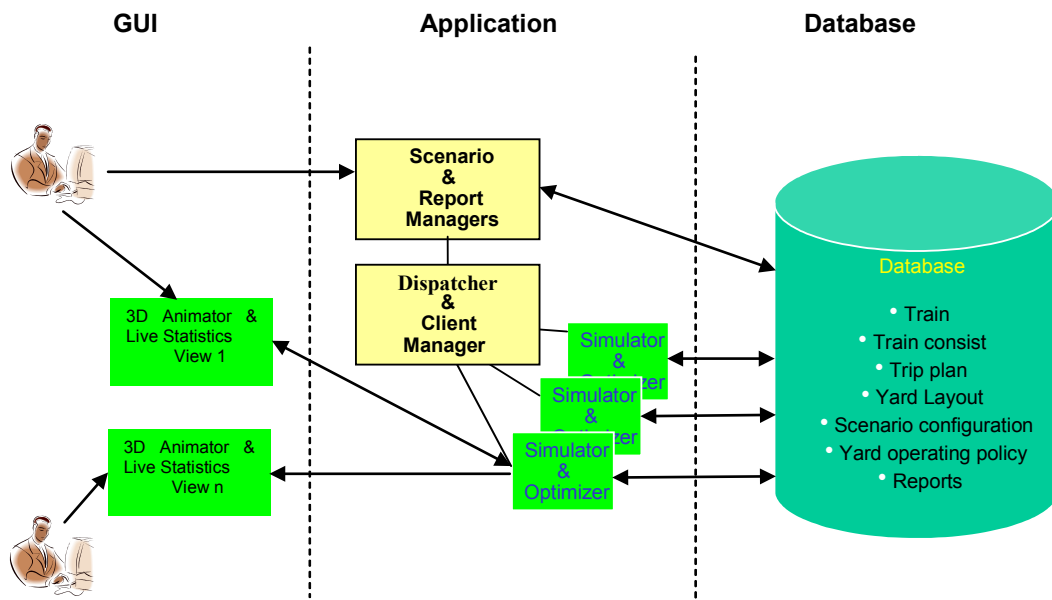 GUI
Application
Database
Scenario
&
Report
Managers
Dispatcher
&
Client
Manager
3D Animator &
Live Statistics
View 1
3D Animator &
Live Statistics
View n
Simulator
&
Optimizer
Simulator
&
Optimizer
Simulator
&
Optimizer
Database
• Train
• Train consist
• Trip plan
• Yard Layout
• Scenario configuration
• Yard operating policy
• Reports